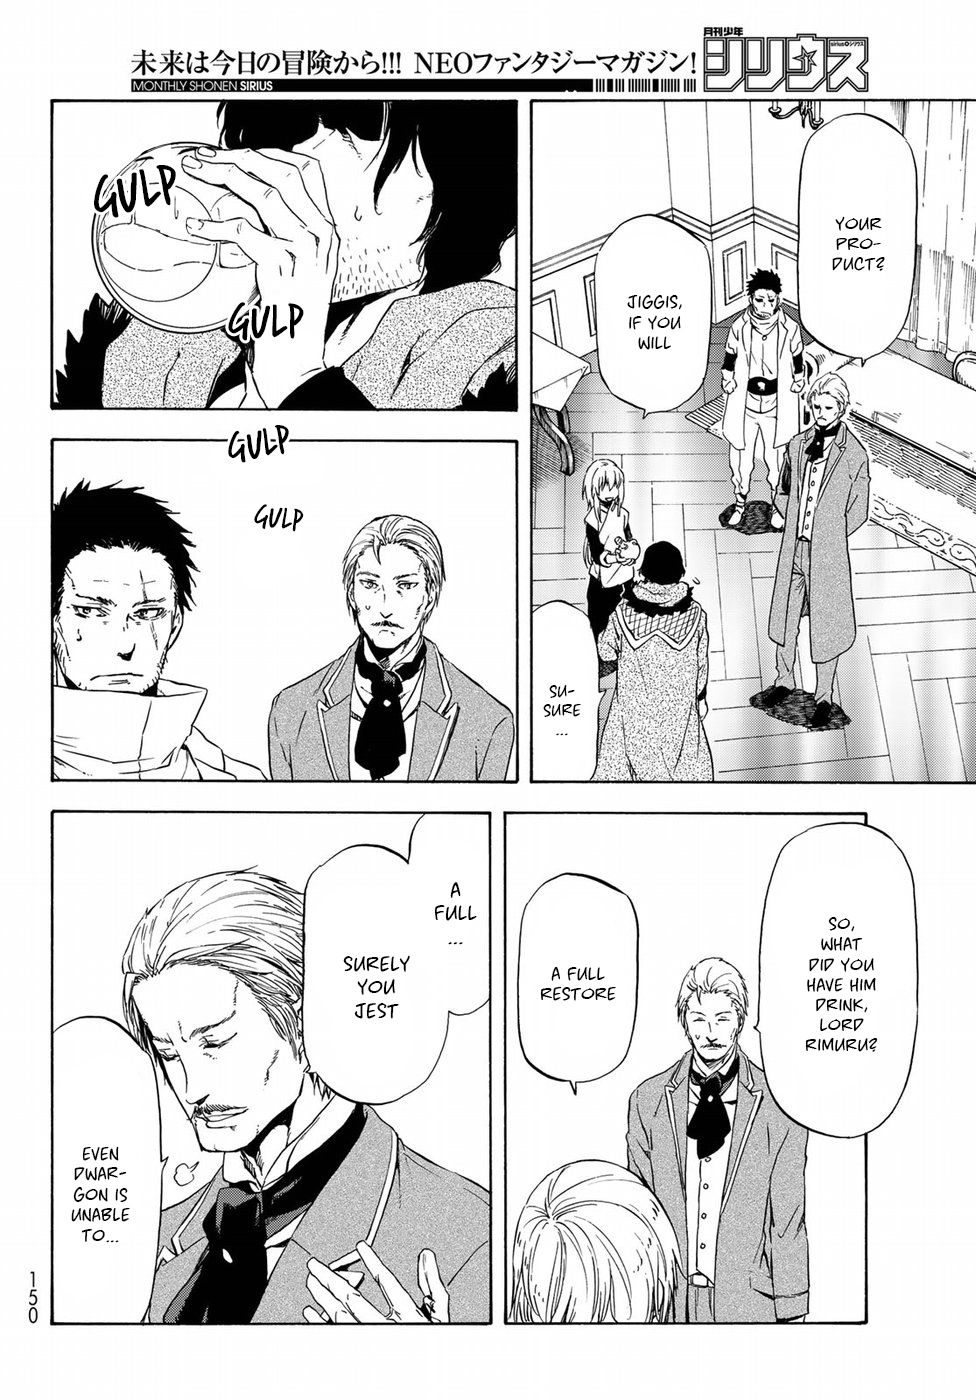 未来は今日の冒険から!!! NEOファンタジーマガジン!
月刊少年
シリウス
MONTHLY SHONEN SIRIUS
YOUR
PRO-
DUCT?
JIGGIS,
IF YOU
WILL
SU-
SURE
...
GULP
GULP
GULP
GULP
SO,
WHAT
DID YOU
HAVE HIM
DRINK,
LORD
RIMURU?
A FULL
RESTORE
A
FULL
...
SURELY
YOU
JEST
EVEN
DWAR-
GON IS
UNABLE
TO...
150